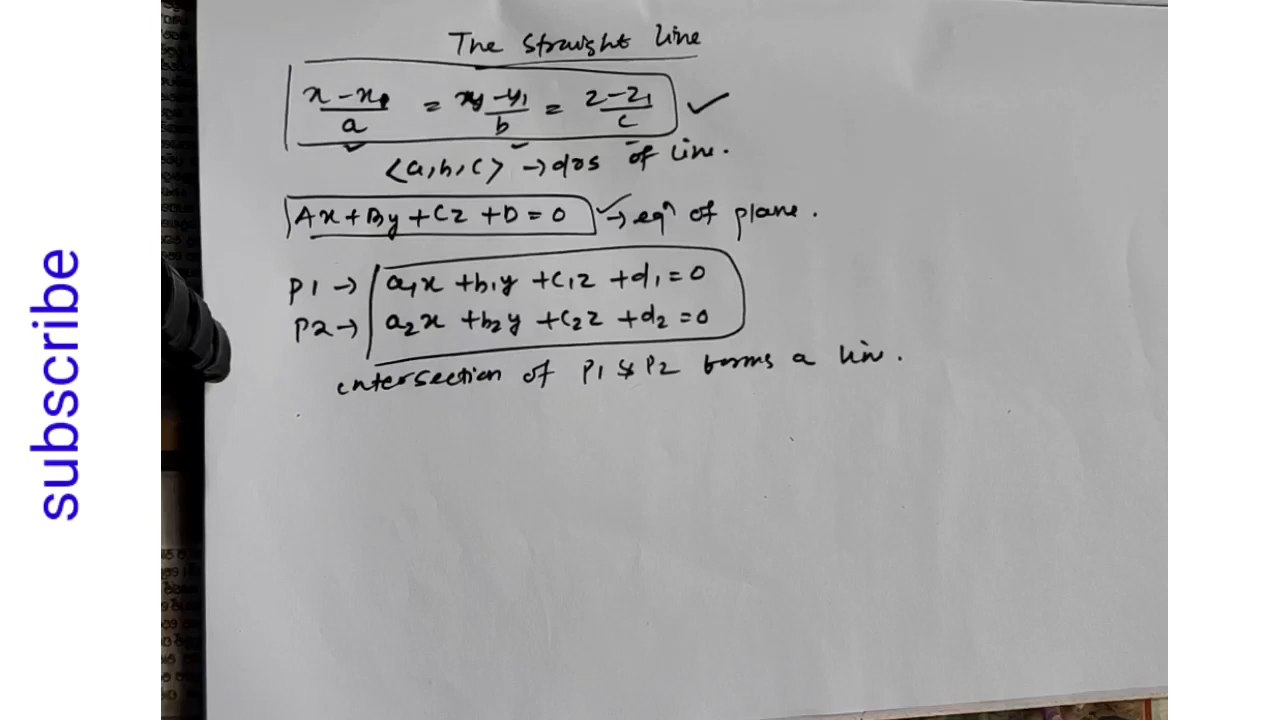 The straight line
x-x1/a = y-y1/b = z-z1/c
<a,b,c> → drs of line.
Ax+By+Cz+D=0 → eqn of plane.
P1 → a1x+b1y+c1z+d1=0
P2 → a2x+b2y+c2z+d2=0
intersection of P1 & P2 forms a line.
subscribe